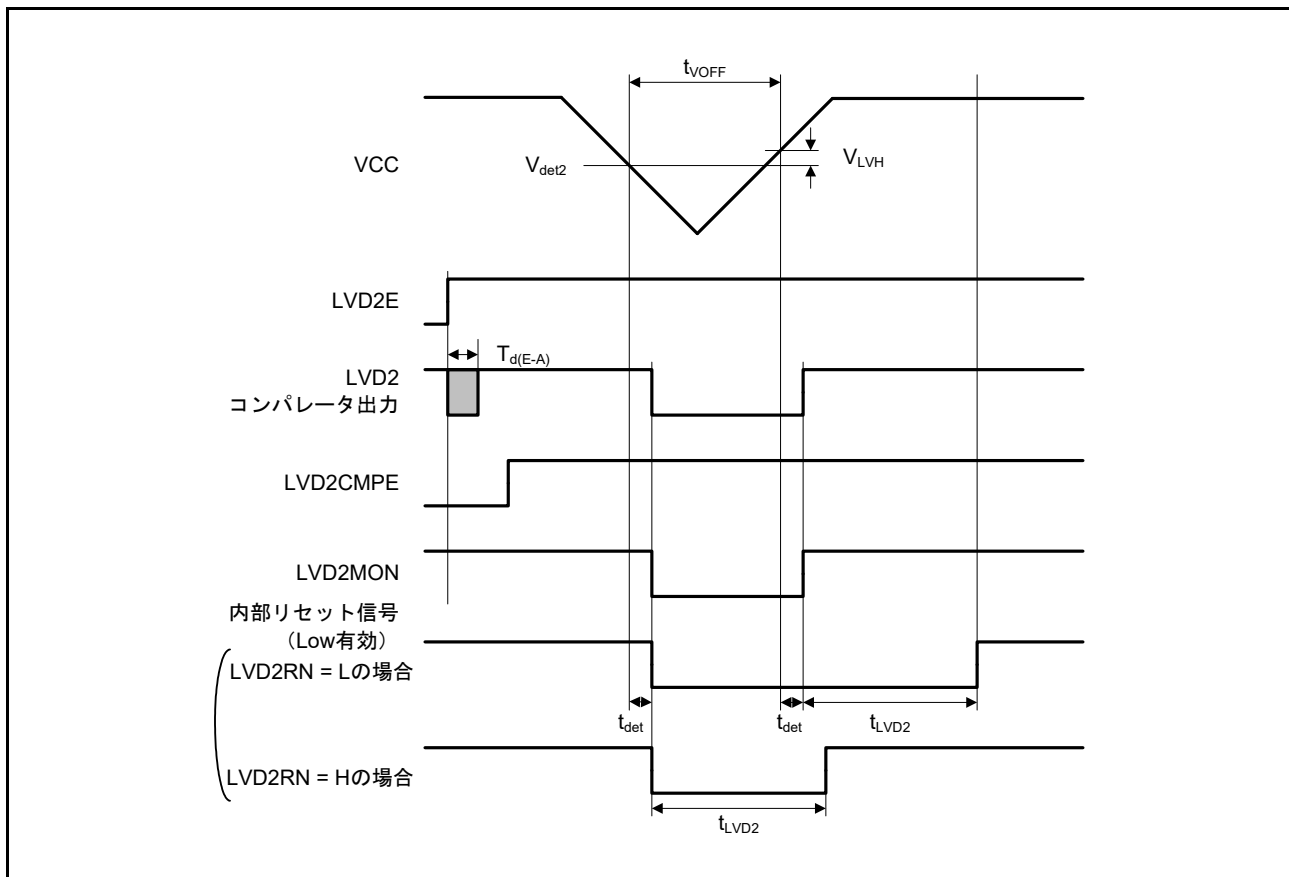 tVOFF
VCC
Vdet2
VLVH
LVD2E
Td(E-A)
LVD2
コンパレータ出力
LVD2CMPE
LVD2MON
内部リセット信号
（Low有効）
LVD2RN = Lの場合
tdet
tdet
tLVD2
LVD2RN = Hの場合
tLVD2